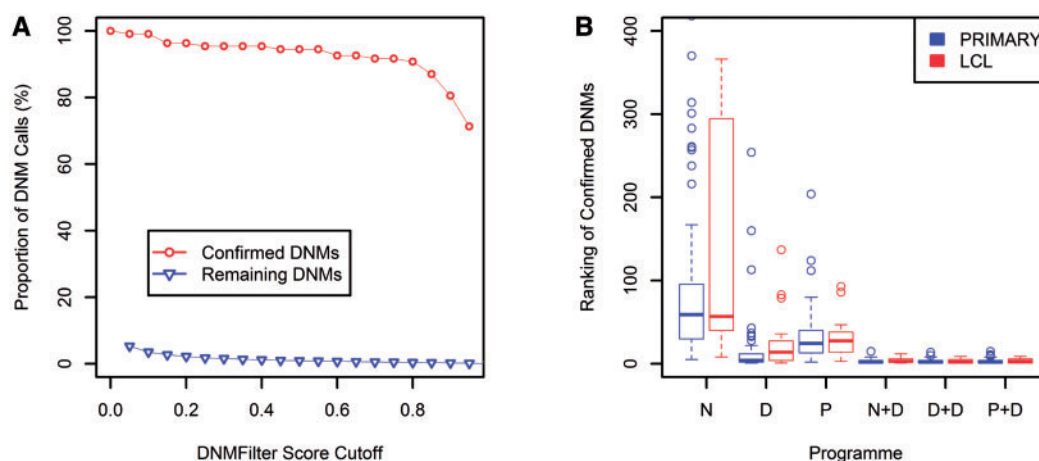 A
Proportion of DNM Calls (%)
100
80
60
40
20
0
Confirmed DNMs
Remaining DNMs
0.0 0.2 0.4 0.6 0.8
DNMFilter Score Cutoff
B
Ranking of Confirmed DNMs
400
300
200
100
0
PRIMARY
LCL
N D P N+D D+D P+D
Programme